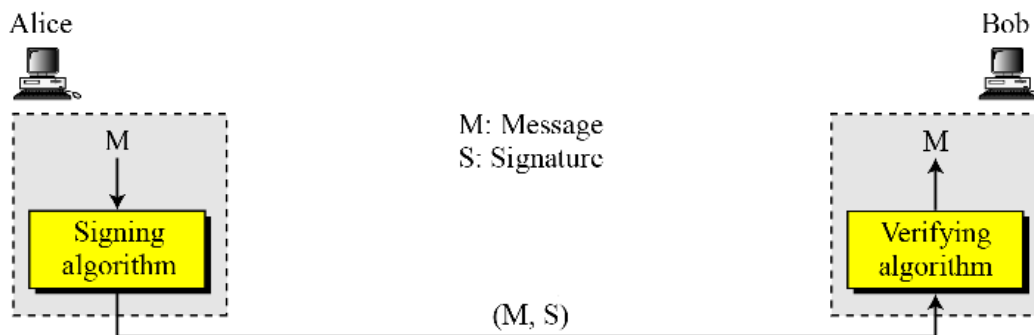 Alice
Bob
M
M: Message
S: Signature
M
Signing
algorithm
Verifying
algorithm
(M, S)